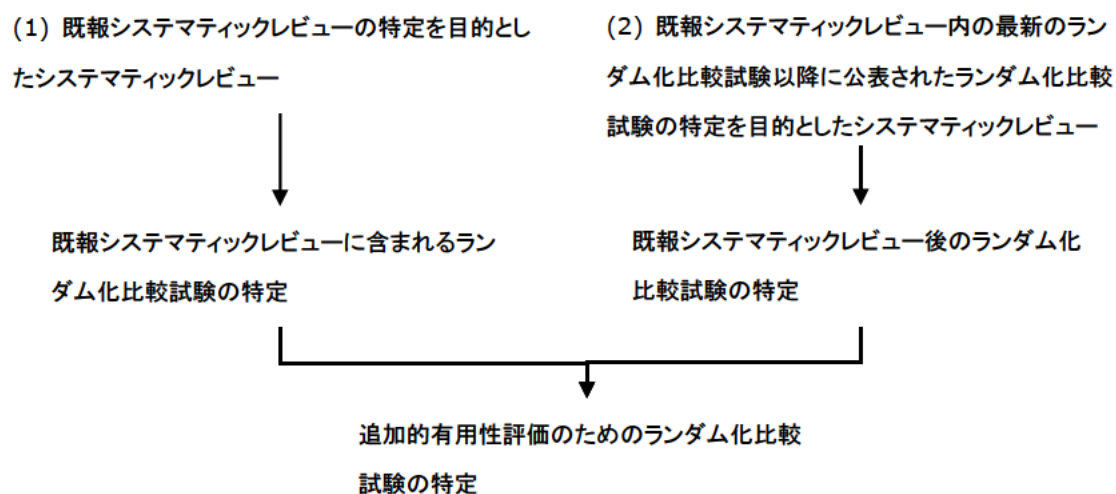 (1) 既報システマティックレビューの特定を目的とし
たシステマティックレビュー
(2) 既報システマティックレビュー内の最新のラン
ダム化比較試験以降に公表されたランダム化比較
試験の特定を目的としたシステマティックレビュー
既報システマティックレビューに含まれるラン
ダム化比較試験の特定
既報システマティックレビュー後のランダム化
比較試験の特定
追加的有用性評価のためのランダム化比較
試験の特定